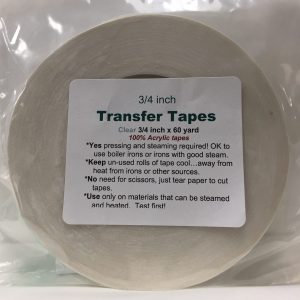 3/4 inch
Transfer Tapes
Clear 3/4 inch x 60 yard
100% Acrylic tapes
*Yes pressing and steaming required! OK to
use boiler irons or irons with good steam.
*Keep un-used rolls of tape cool...away from
heat from irons or other sources.
*No need for scissors, just tear paper to cut
tapes.
*Use only on materials that can be steamed
and heated. Test first!